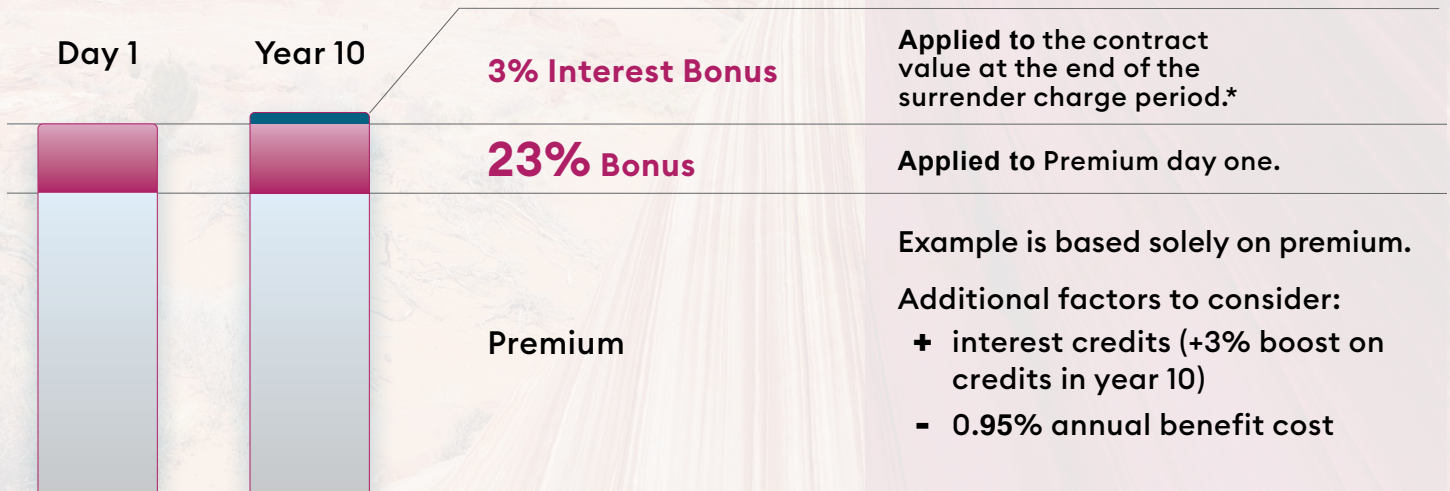 Day 1
Year 10
3% Interest Bonus
Applied to the contract
value at the end of the
surrender charge period.*
23% Bonus
Applied to Premium day one.
Premium
Example is based solely on premium.
Additional factors to consider:
+ interest credits (+3% boost on
credits in year 10)
- 0.95% annual benefit cost